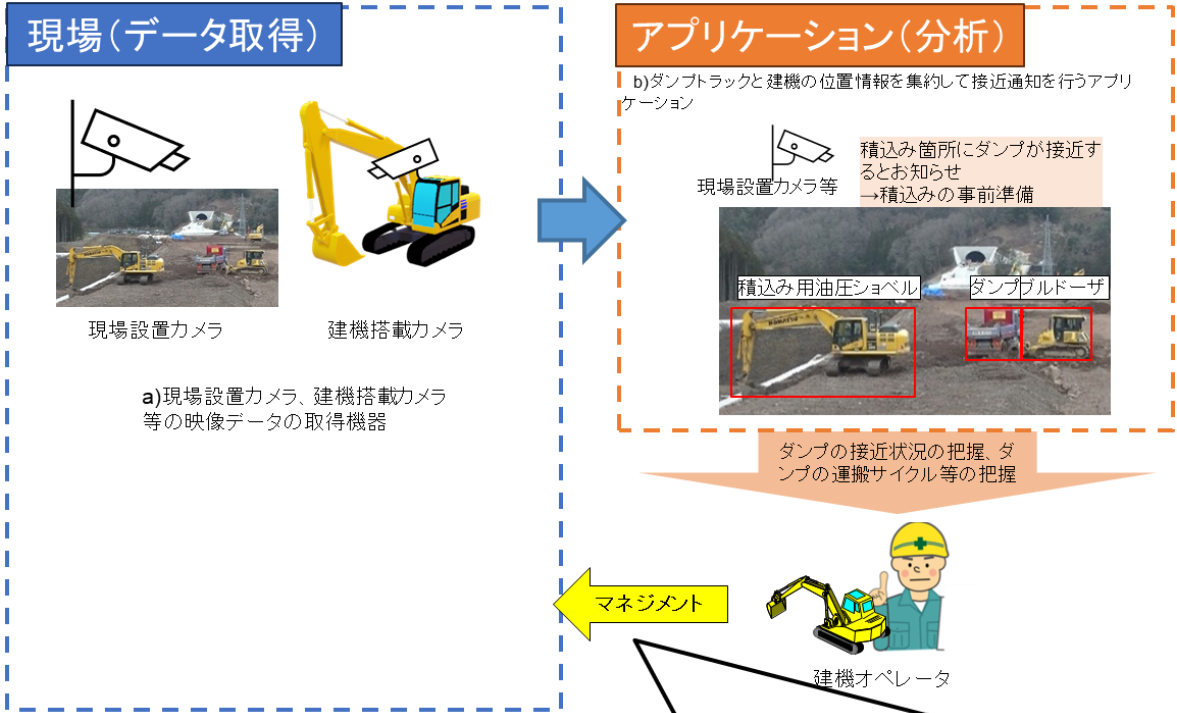 現場（データ取得）
現場設置カメラ
建機搭載カメラ
a)現場設置カメラ、建機搭載カメラ
等の映像データの取得機器
アプリケーション（分析）
b)ダンプトラックと建機の位置情報を集約して接近通知を行うアプリ
ケーション
現場設置カメラ等
積込み箇所にダンプが接近す
るとお知らせ
→積込みの事前準備
積込み用油圧ショベル
ダンプ
ブルドーザ
KOMATSU
ダンプの接近状況の把握、ダ
ンプの運搬サイクル等の把握
マネジメント
建機オペレータ